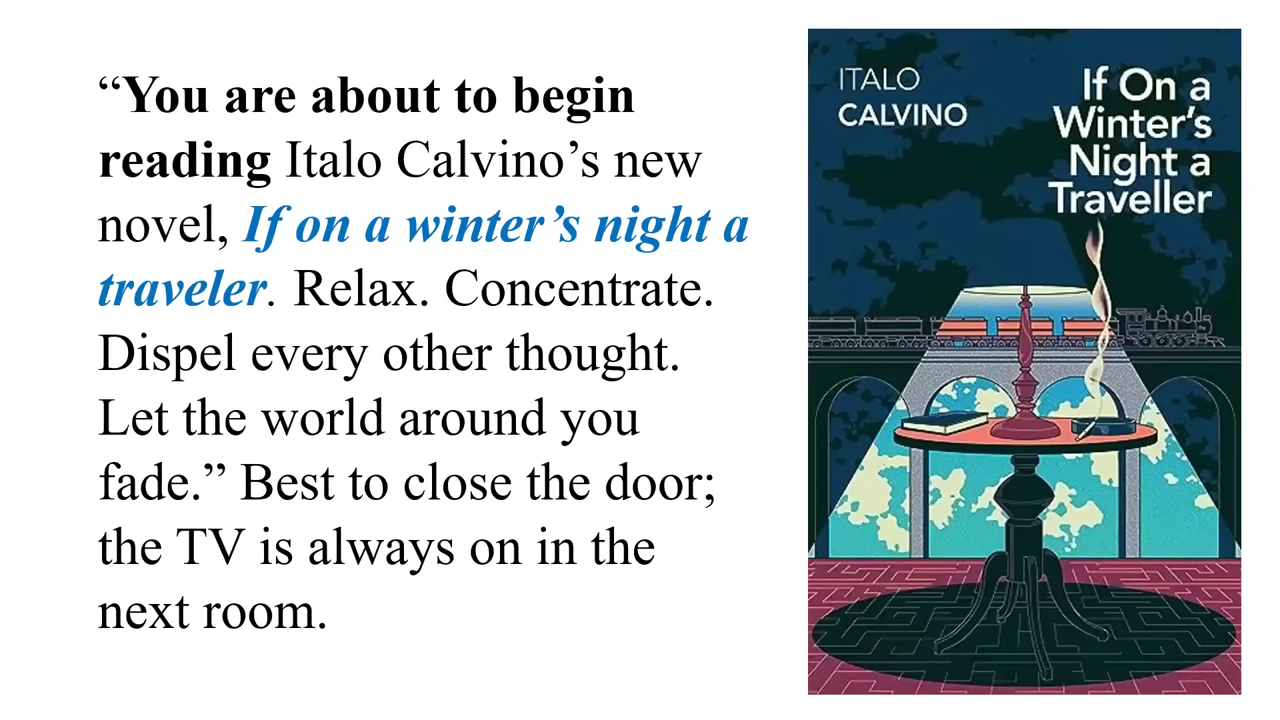 “You are about to begin
reading Italo Calvino’s new
novel, If on a winter’s night a
traveler. Relax. Concentrate.
Dispel every other thought.
Let the world around you
fade.” Best to close the door;
the TV is always on in the
next room.
ITALO
CALVINO
If On a
Winter’s
Night a
Traveller